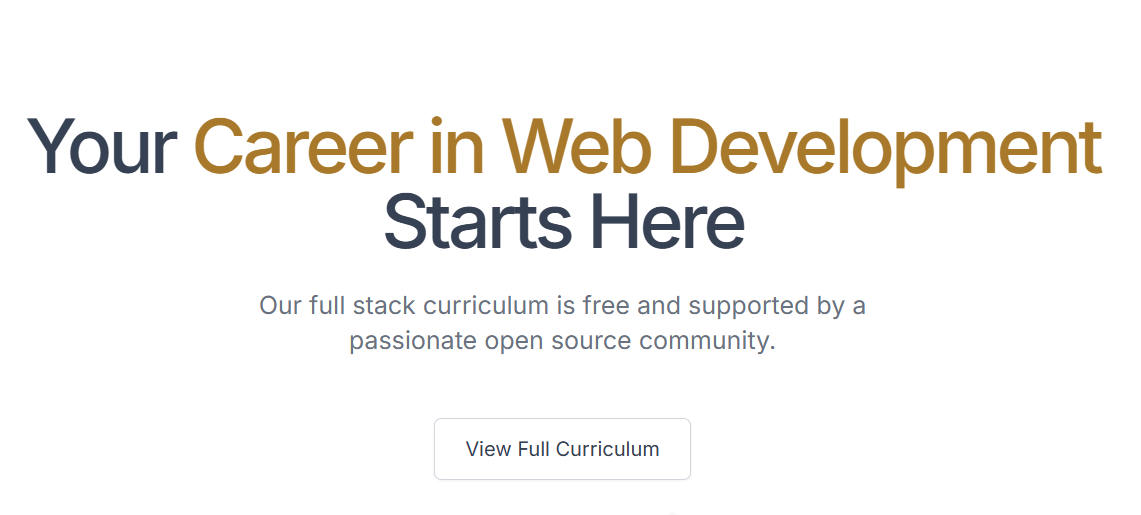 Your Career in Web Development
Starts Here
Our full stack curriculum is free and supported by a
passionate open source community.
View Full Curriculum